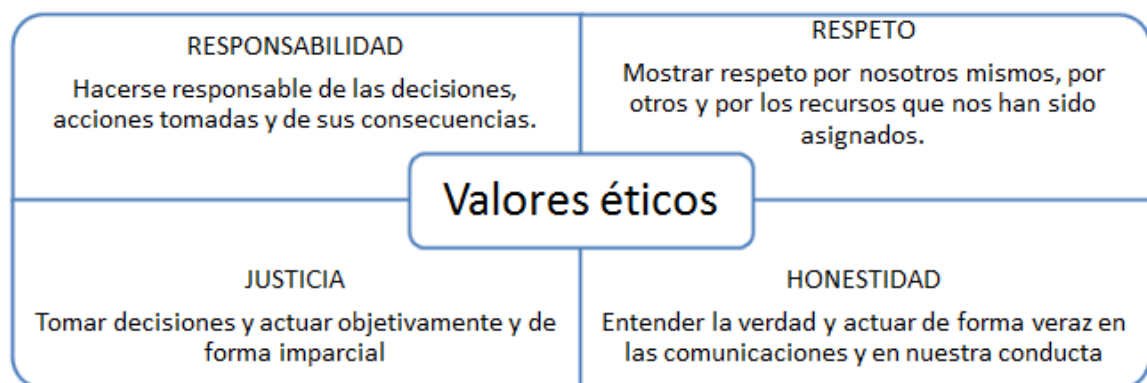 RESPONSABILIDAD
Hacerse responsable de las decisiones,
acciones tomadas y de sus consecuencias.
RESPETO
Mostrar respeto por nosotros mismos, por
otros y por los recursos que nos han sido
asignados.
Valores éticos
JUSTICIA
Tomar decisiones y actuar objetivamente y de
forma imparcial
HONESTIDAD
Entender la verdad y actuar de forma veraz en
las comunicaciones y en nuestra conducta